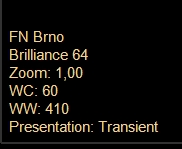 FN Brno
Brilliance 64
Zoom: 1,00
WC: 60
WW: 410
Presentation: Transient